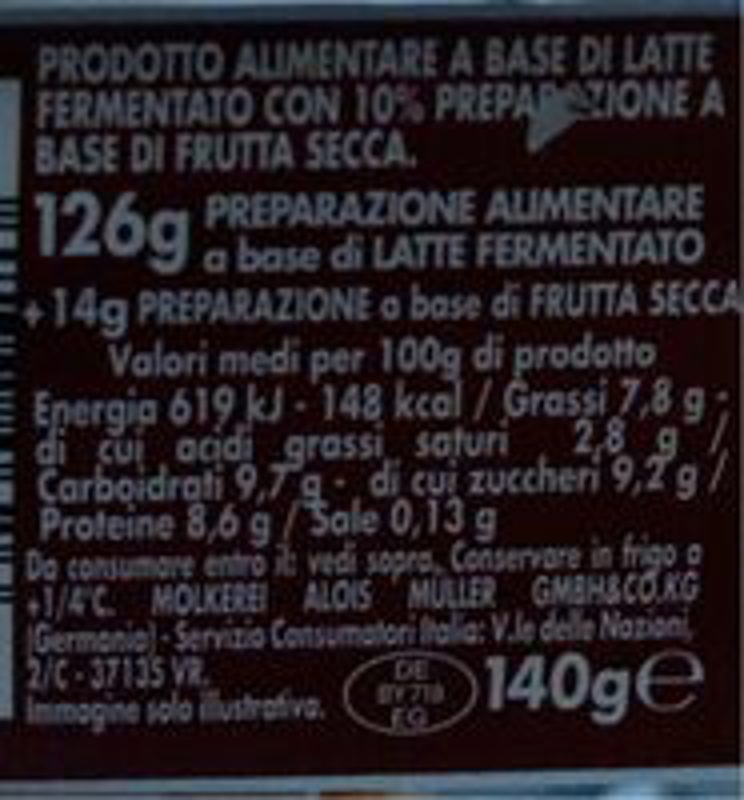 PRODOTTO ALIMENTARE A BASE DI LATTE
FERMENTATO CON 10% PREPARAZIONE A
BASE DI FRUTTA SECCA.
126g PREPARAZIONE ALIMENTARE
a base di LATTE FERMENTATO
+14g PREPARAZIONE a base di FRUTTA SECCA
Valori medi per 100g di prodotto
Energia 619 kJ - 148 kcal / Grassi 7,8 g -
di cui acidi grassi saturi 2,8 g /
Carboidrati 9,7 g - di cui zuccheri 9,2 g /
Proteine 8,6 g / Sale 0,13 g
Da consumare entro il: vedi sopra. Conservare in frigo a
+1/4°C. MOLKEREI ALOIS MÜLLER GMBH&CO.KG
(Germania) - Servizio Consumatori Italia: V.le delle Nazioni,
2/C - 37135 VR.
Immagine solo illustrativa.
DE
BY 718
EG
140g e